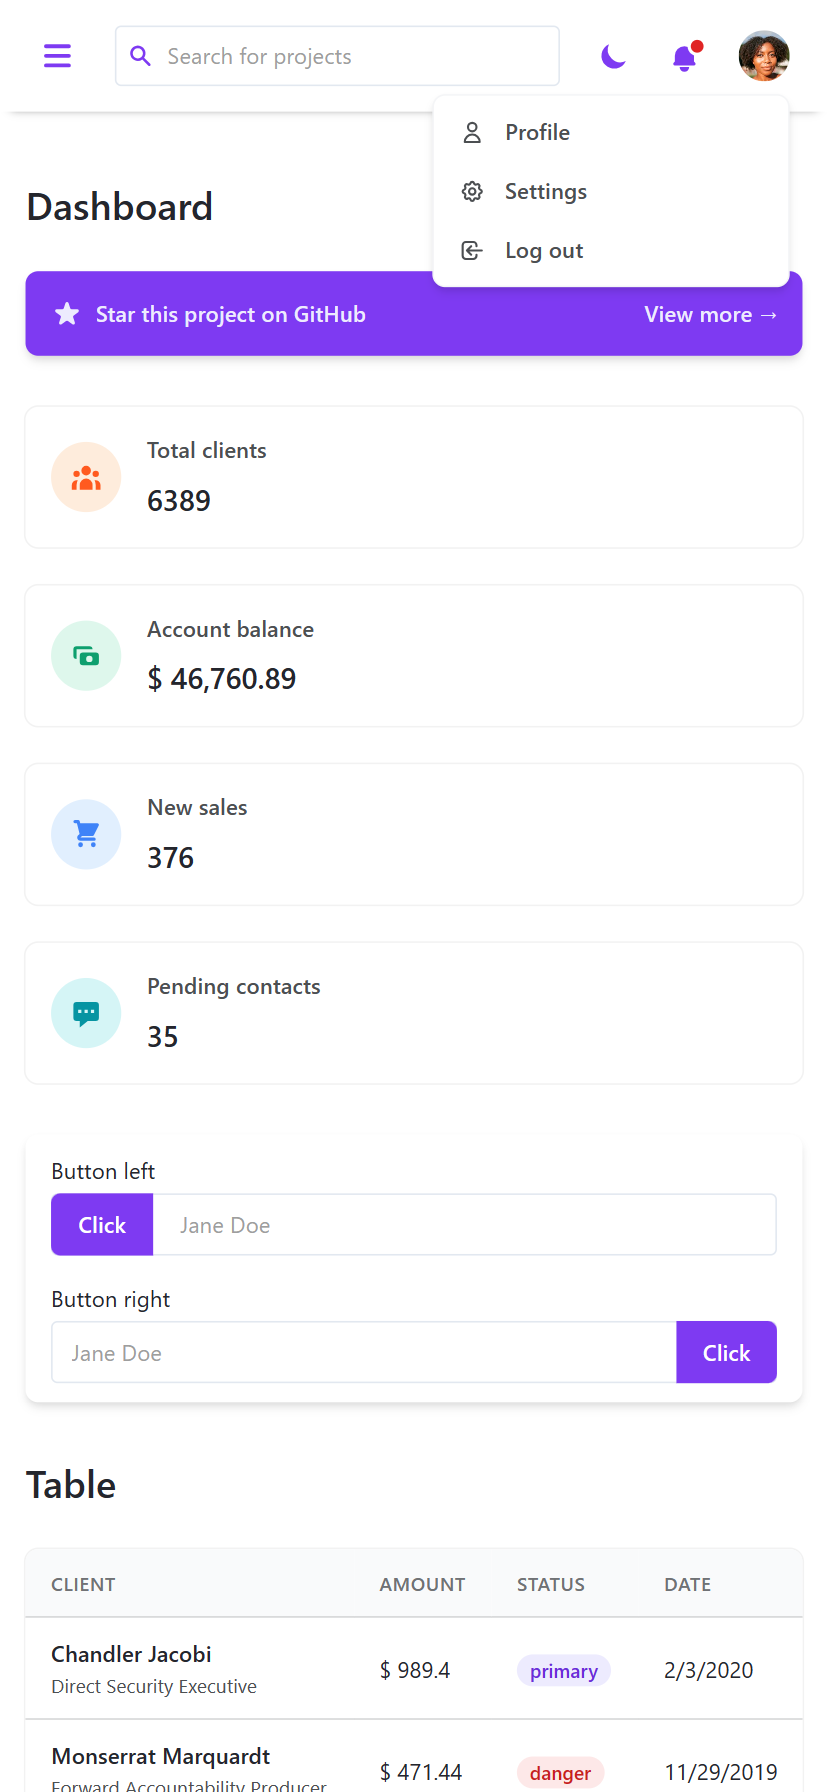 Search for projects
Profile
Settings
Log out
Dashboard
Star this project on GitHub
View more →
Total clients
6389
Account balance
$ 46,760.89
New sales
376
Pending contacts
35
Button left
Click
Jane Doe
Button right
Jane Doe
Click
Table
CLIENT AMOUNT STATUS DATE
Chandler Jacobi
Direct Security Executive
$ 989.4
primary
2/3/2020
Monserrat Marquardt
Forward Accountability Producer
$ 471.44
danger
11/29/2019